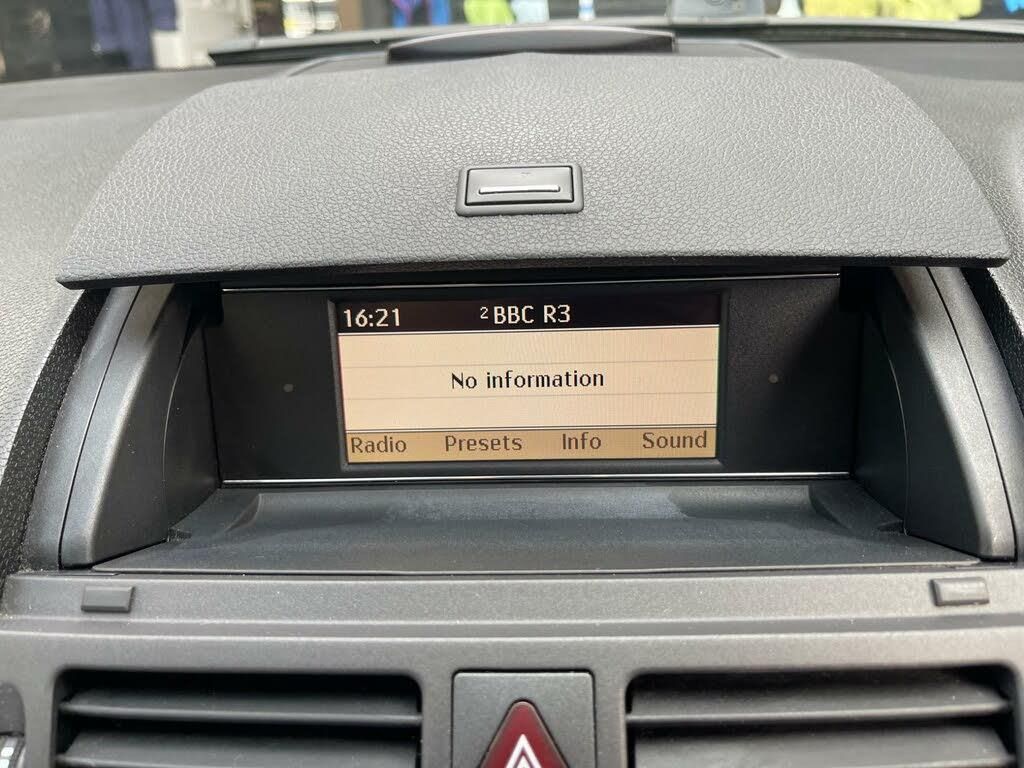 16:21 2 BBC R3
No information
Radio Presets Info Sound